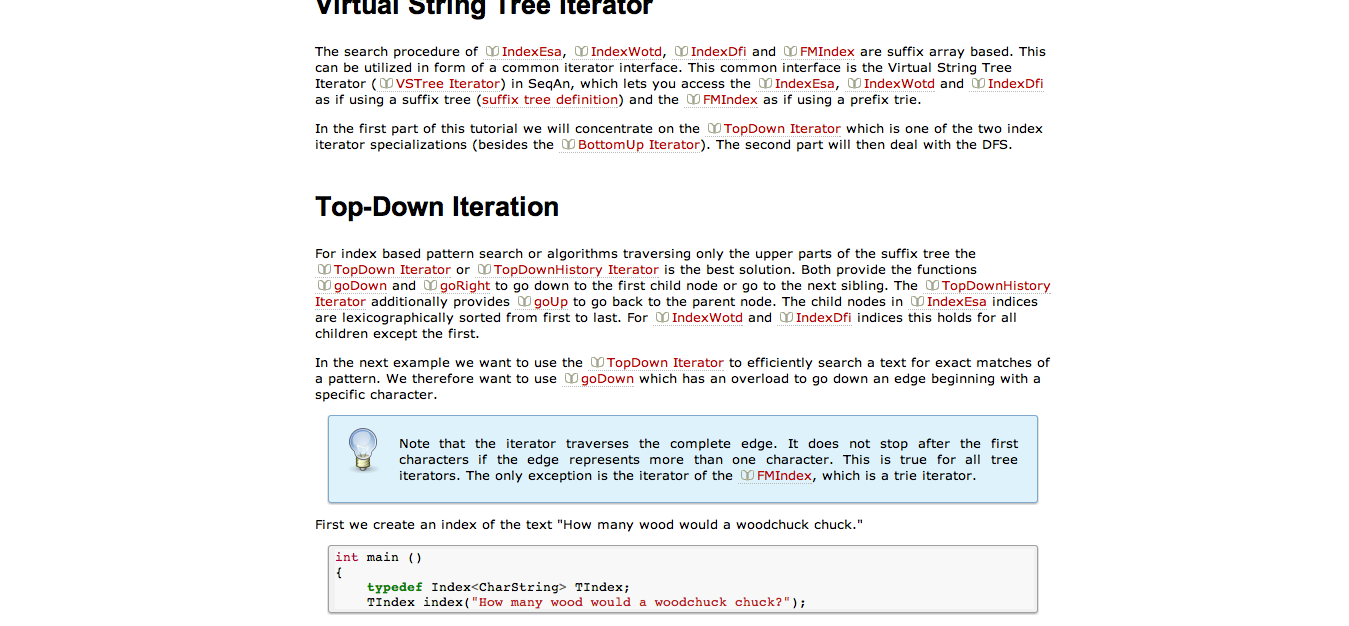 Virtual String Tree Iterator
The search procedure of IndexEsa, IndexWotd, IndexDfi and FMIndex are suffix array based. This
can be utilized in form of a common iterator interface. This common interface is the Virtual String Tree
Iterator (VSTree Iterator) in SeqAn, which lets you access the IndexEsa, IndexWotd and IndexDfi
as if using a suffix tree (suffix tree definition) and the FMIndex as if using a prefix trie.
In the first part of this tutorial we will concentrate on the TopDown Iterator which is one of the two index
iterator specializations (besides the BottomUp Iterator). The second part will then deal with the DFS.
Top-Down Iteration
For index based pattern search or algorithms traversing only the upper parts of the suffix tree the
TopDown Iterator or TopDownHistory Iterator is the best solution. Both provide the functions
goDown and goRight to go down to the first child node or go to the next sibling. The TopDownHistory
Iterator additionally provides goUp to go back to the parent node. The child nodes in IndexEsa indices
are lexicographically sorted from first to last. For IndexWotd and IndexDfi indices this holds for all
children except the first.
In the next example we want to use the TopDown Iterator to efficiently search a text for exact matches of
a pattern. We therefore want to use goDown which has an overload to go down an edge beginning with a
specific character.
Note that the iterator traverses the complete edge. It does not stop after the first
characters if the edge represents more than one character. This is true for all tree
iterators. The only exception is the iterator of the FMIndex, which is a trie iterator.
First we create an index of the text "How many wood would a woodchuck chuck."
int main ()
{
    typedef Index<CharString> TIndex;
    TIndex index("How many wood would a woodchuck chuck?");